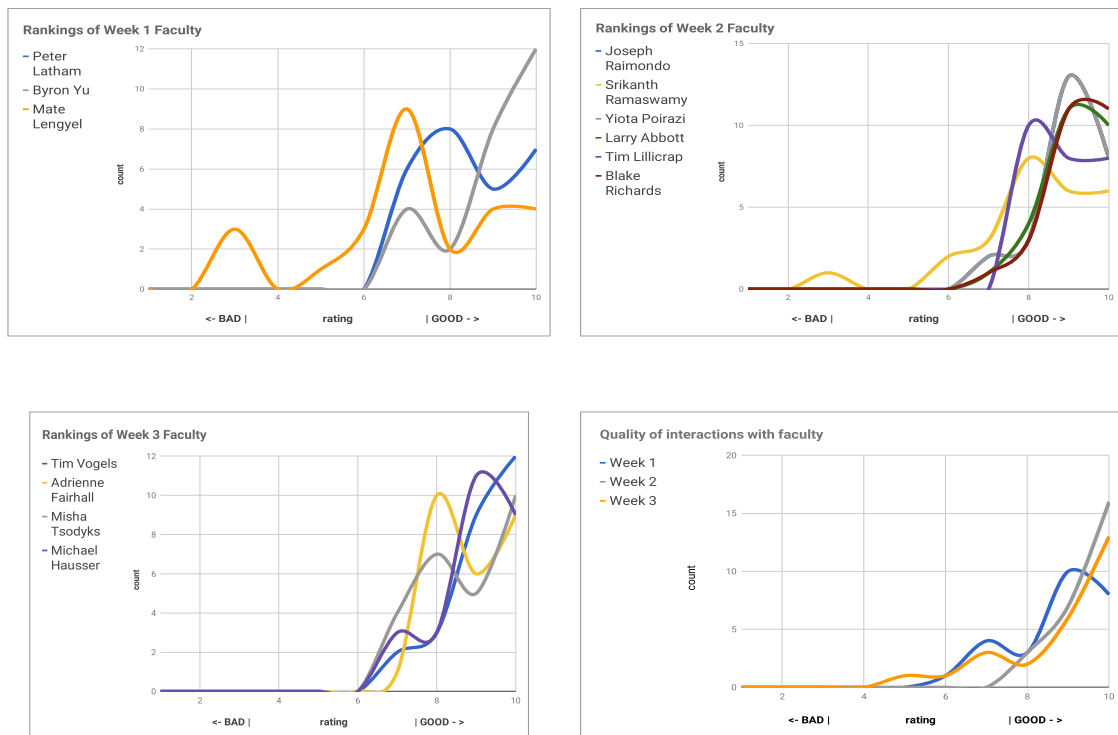 Rankings of Week 1 Faculty
Peter
Latham
Byron Yu
Mate
Lengyel
12
10
8
6
4
2
0
count
2
4
6
8
10
<- BAD |
rating
| GOOD - >
Rankings of Week 2 Faculty
Joseph
Raimondo
Srikanth
Ramaswamy
Yiota Poirazi
Larry Abbott
Tim Lillicrap
Blake
Richards
15
10
5
0
count
2
4
6
8
10
<- BAD |
rating
| GOOD - >
Rankings of Week 3 Faculty
Tim Vogels
Adrienne
Fairhall
Misha
Tsodyks
Michael
Hausser
12
10
8
6
4
2
0
count
2
4
6
8
10
<- BAD |
rating
| GOOD - >
Quality of interactions with faculty
Week 1
Week 2
Week 3
20
15
10
5
0
count
2
4
6
8
10
<- BAD |
rating
| GOOD - >